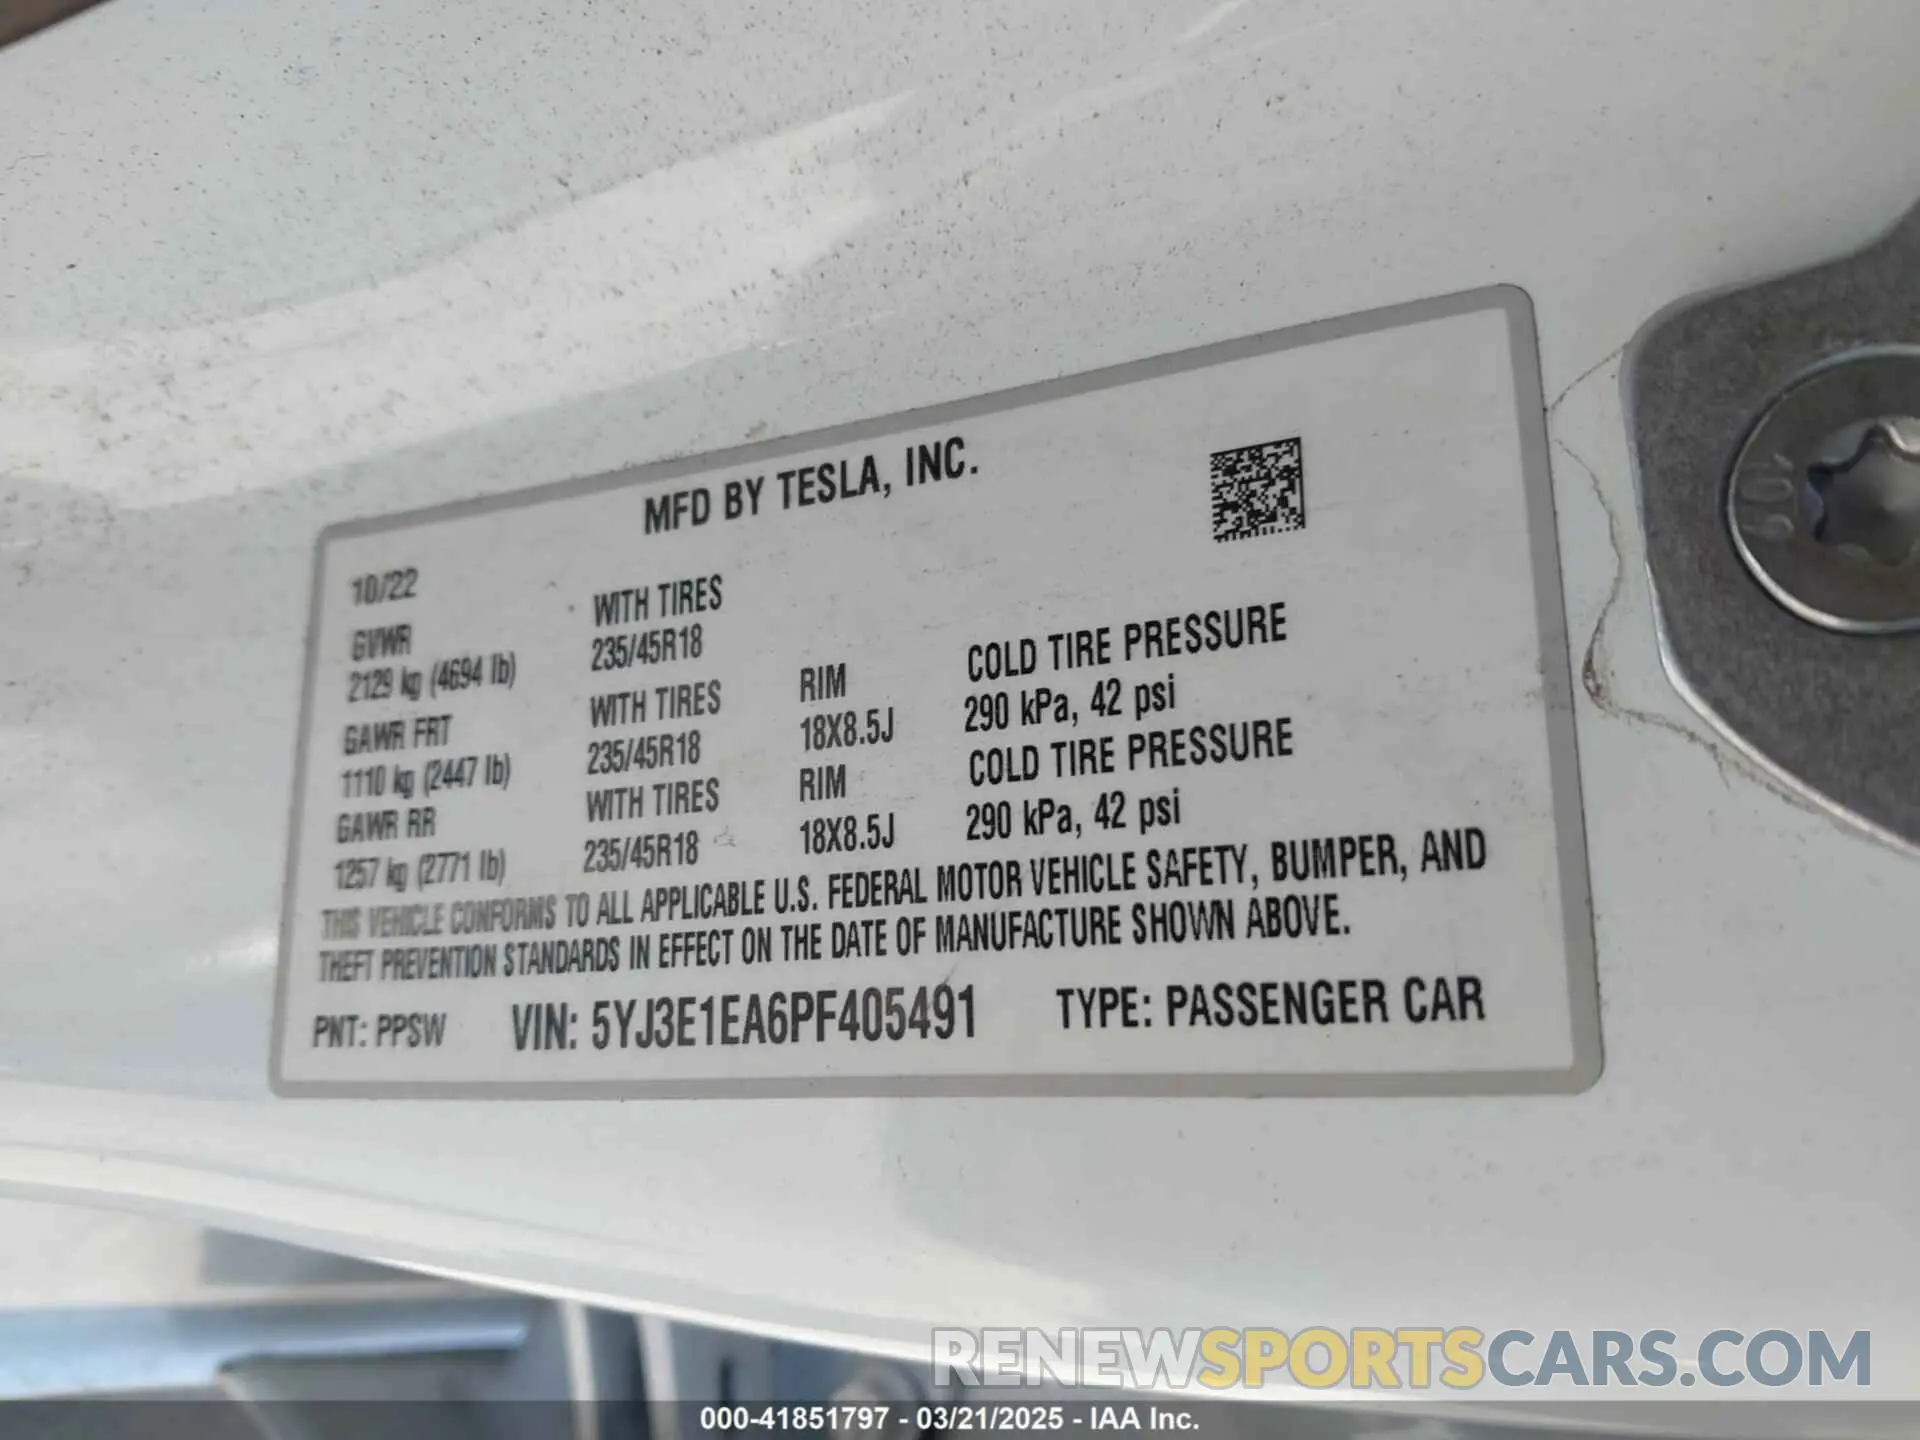 MFD BY TESLA, INC.
10/22
GVWR
2129 kg (4694 lb)
WITH TIRES
235/45R18
GAWR FRT
1110 kg (2447 lb)
WITH TIRES
235/45R18
RIM
18X8.5J
COLD TIRE PRESSURE
290 kPa, 42 psi
GAWR RR
1257 kg (2771 lb)
WITH TIRES
235/45R18
RIM
18X8.5J
COLD TIRE PRESSURE
290 kPa, 42 psi
THIS VEHICLE CONFORMS TO ALL APPLICABLE U.S. FEDERAL MOTOR VEHICLE SAFETY, BUMPER, AND
THEFT PREVENTION STANDARDS IN EFFECT ON THE DATE OF MANUFACTURE SHOWN ABOVE.
PNT: PPSW VIN: 5YJ3E1EA6PF405491 TYPE: PASSENGER CAR
RENEWSPORTSCARS.COM
000-41851797 - 03/21/2025 - IAA Inc.